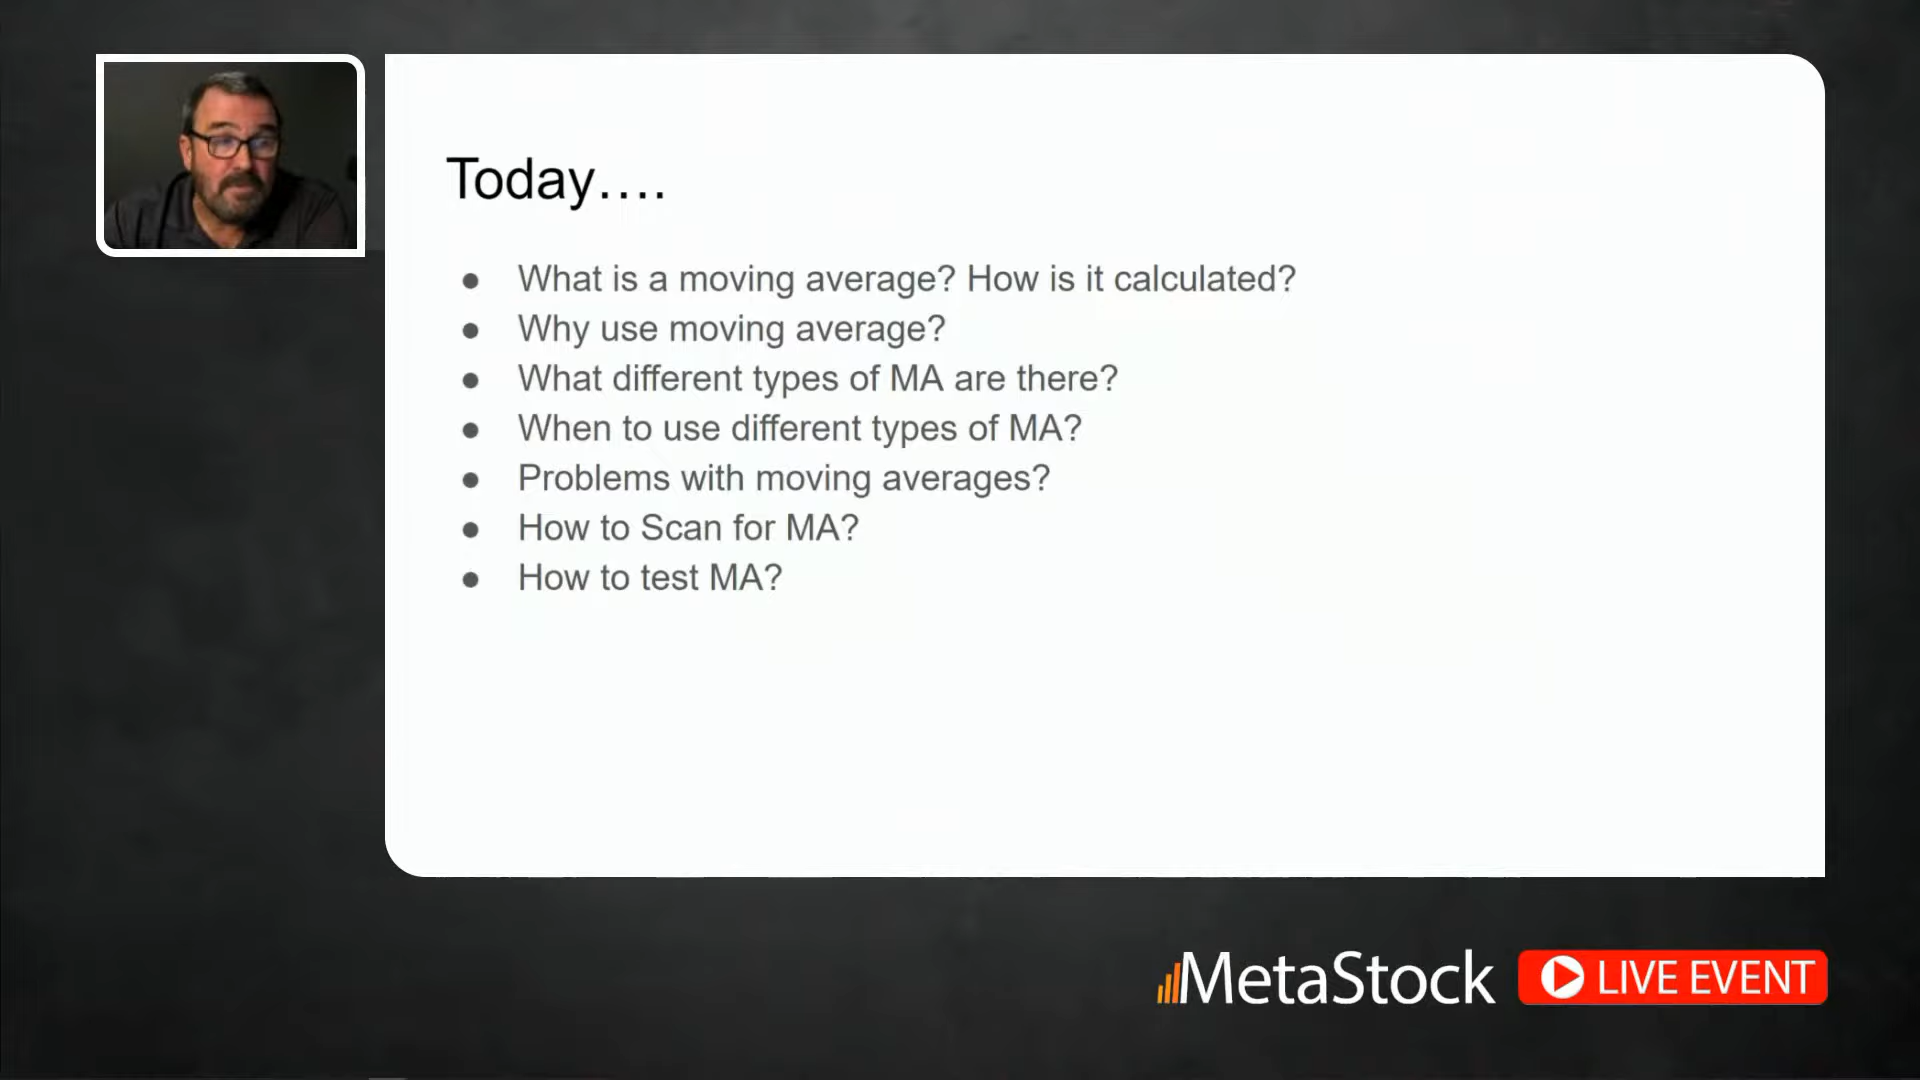 Today....
● What is a moving average? How is it calculated?
● Why use moving average?
● What different types of MA are there?
● When to use different types of MA?
● Problems with moving averages?
● How to Scan for MA?
● How to test MA?
MetaStock LIVE EVENT